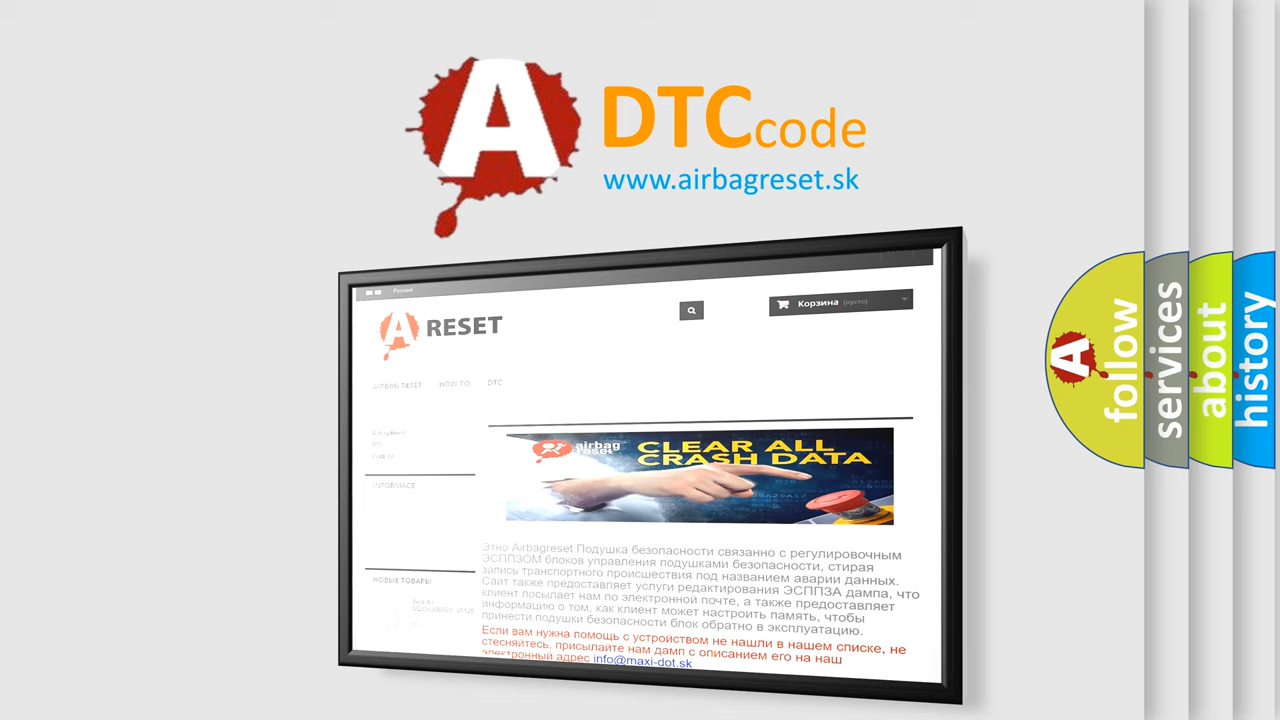 A
DTC code
www.airbagreset.sk
Русский
A RESET
Корзина (пусто)
AIRBAG RESET HOW TO DTC
INFORMACE
НОВЫЕ ТОВАРЫ
airbag
reset
CLEAR ALL
CRASH DATA
Этно Airbagreset Подушка безопасности связанно с регулировочным
ЭСППЗОМ блоков управления подушками безопасности, стирая
запись транспортного происшествия под названием аварии данных.
Сайт также предоставляет услуги редактирования ЭСППЗА дампа, что
клиент посылает нам по электронной почте, а также предоставляет
информацию о том, как клиент может настроить память, чтобы
принести подушки безопасности блок обратно в эксплуатацию.
Если вам нужна помощь с устройством не нашли в нашем списке, не
стесняйтесь, присылайте нам дамп с описанием его на наш
электронный адрес info@maxi-dot.sk
A
follow
services
about
history